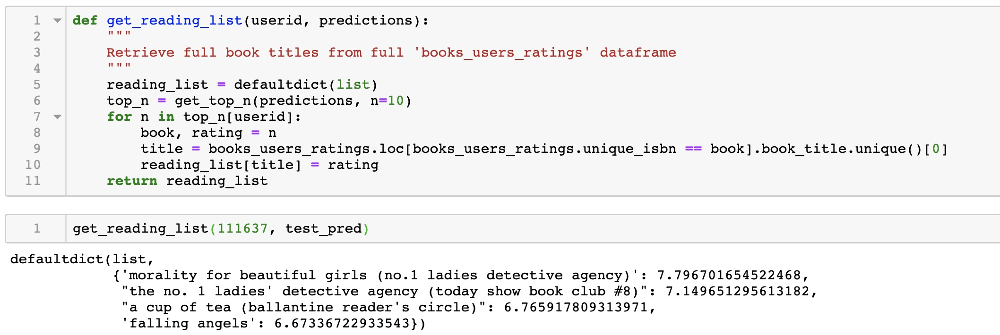 1 def get_reading_list(userid, predictions):
2     """
3     Retrieve full book titles from full 'books_users_ratings' dataframe
4     """
5     reading_list = defaultdict(list)
6     top_n = get_top_n(predictions, n=10)
7     for n in top_n[userid]:
8         book, rating = n
9         title = books_users_ratings.loc[books_users_ratings.unique_isbn == book].book_title.unique()[0]
10         reading_list[title] = rating
11     return reading_list
1 get_reading_list(111637, test_pred)
defaultdict(list,
            {'morality for beautiful girls (no.1 ladies detective agency)': 7.796701654522468,
             "the no. 1 ladies' detective agency (today show book club #8)": 7.149651295613182,
             "a cup of tea (ballantine reader's circle)": 6.765917809313971,
             'falling angels': 6.67336722933543})